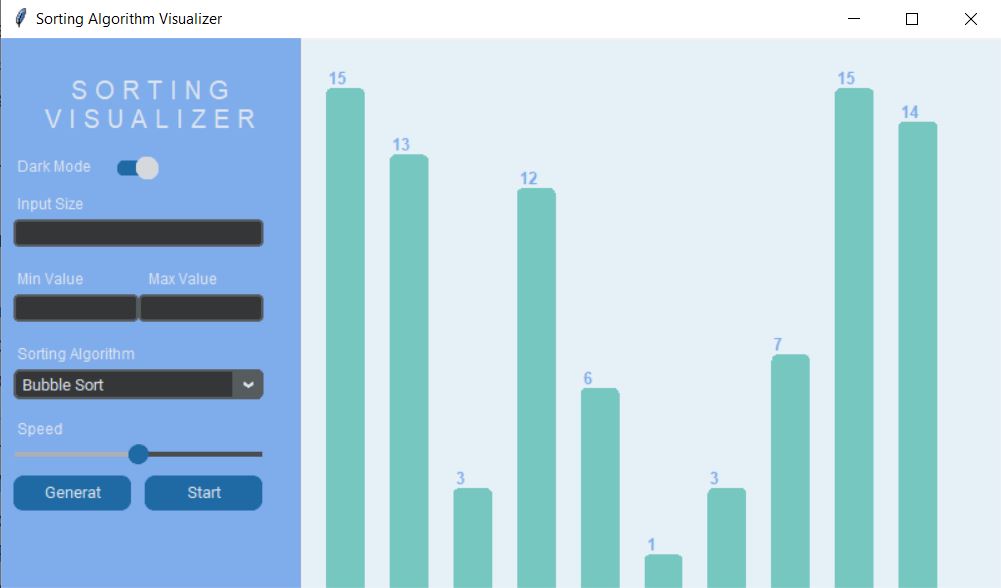 Sorting Algorithm Visualizer
SORTING
VISUALIZER
Dark Mode
Input Size
Min Value Max Value
Sorting Algorithm
Bubble Sort
Speed
Generat Start
15
13
3
12
6
1
3
7
15
14